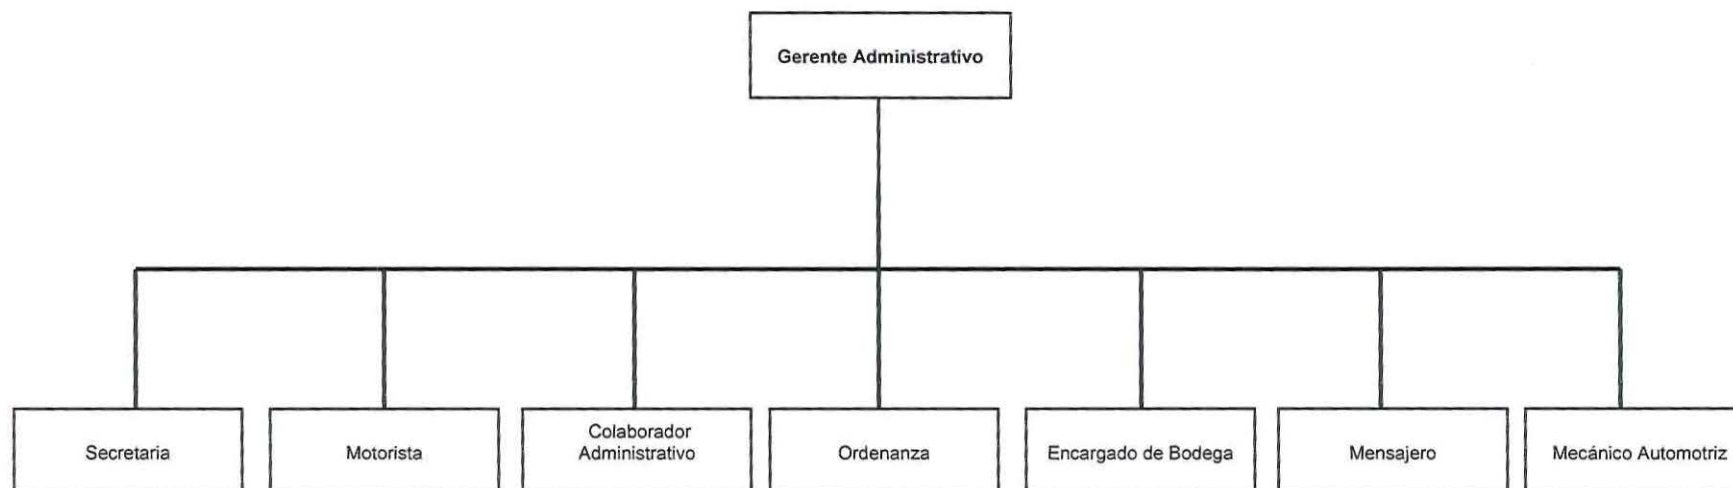 Gerente Administrativo
Secretaria
Motorista
Colaborador
Administrativo
Ordenanza
Encargado de Bodega
Mensajero
Mecánico Automotriz